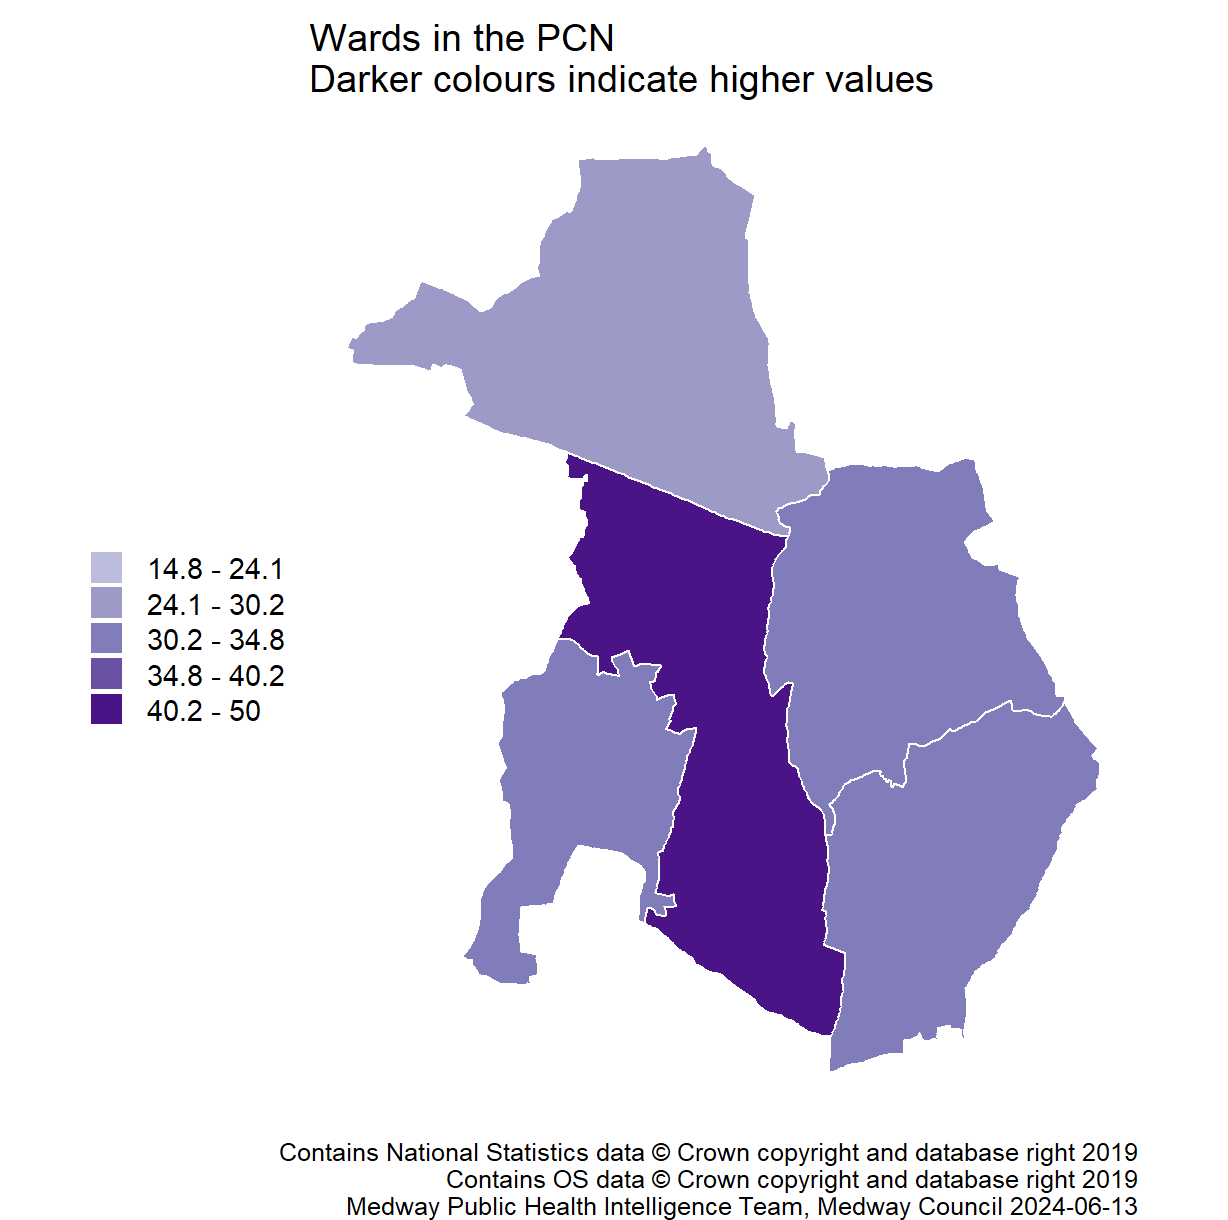 Wards in the PCN
Darker colours indicate higher values
14.8 - 24.1
24.1 - 30.2
30.2 - 34.8
34.8 - 40.2
40.2 - 50
Contains National Statistics data © Crown copyright and database right 2019
Contains OS data © Crown copyright and database right 2019
Medway Public Health Intelligence Team, Medway Council 2024-06-13